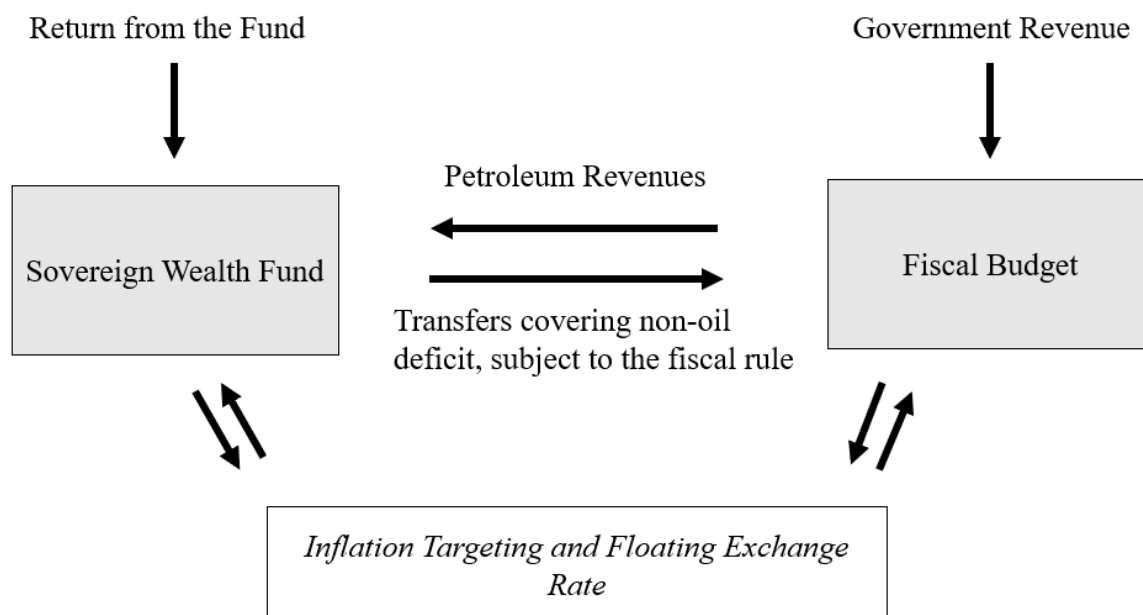 Return from the Fund
Government Revenue
Petroleum Revenues
Sovereign Wealth Fund
Fiscal Budget
Transfers covering non-oil
deficit, subject to the fiscal rule
Inflation Targeting and Floating Exchange
Rate